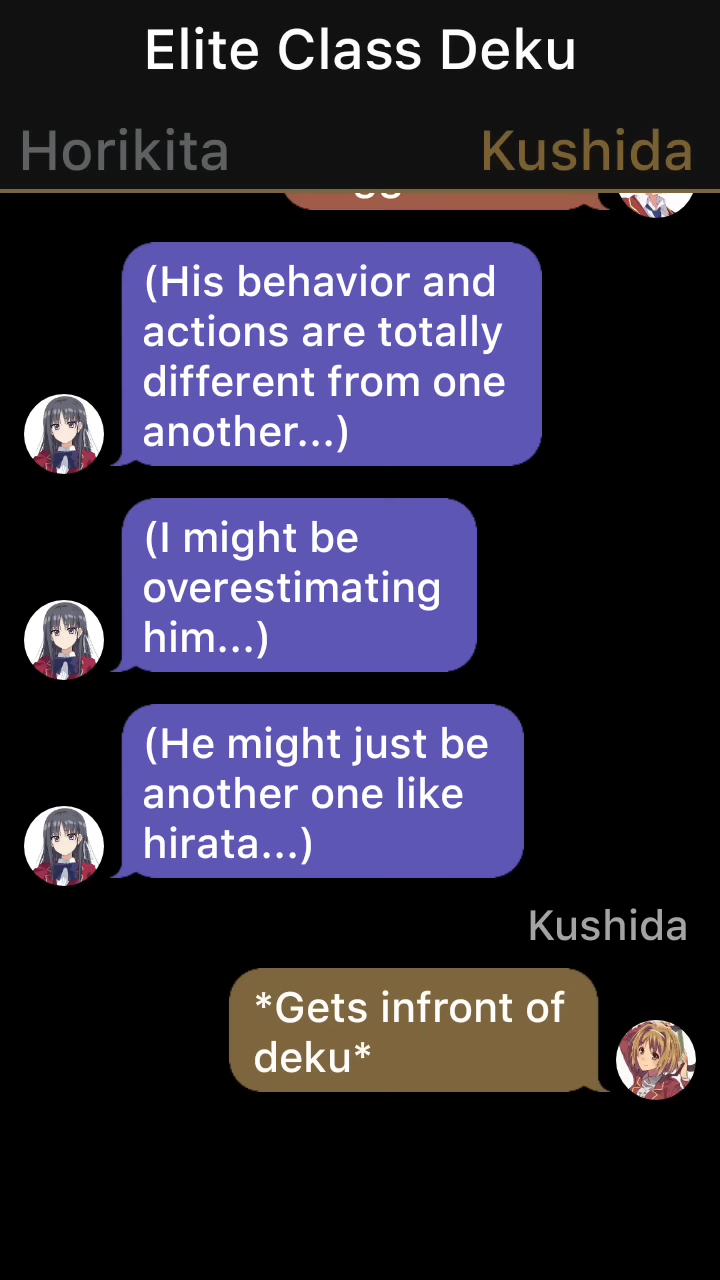 Elite Class Deku
Horikita
Kushida
(His behavior and
actions are totally
different from one
another...)
(I might be
overestimating
him...)
(He might just be
another one like
hirata...)
Kushida
*Gets infront of
deku*